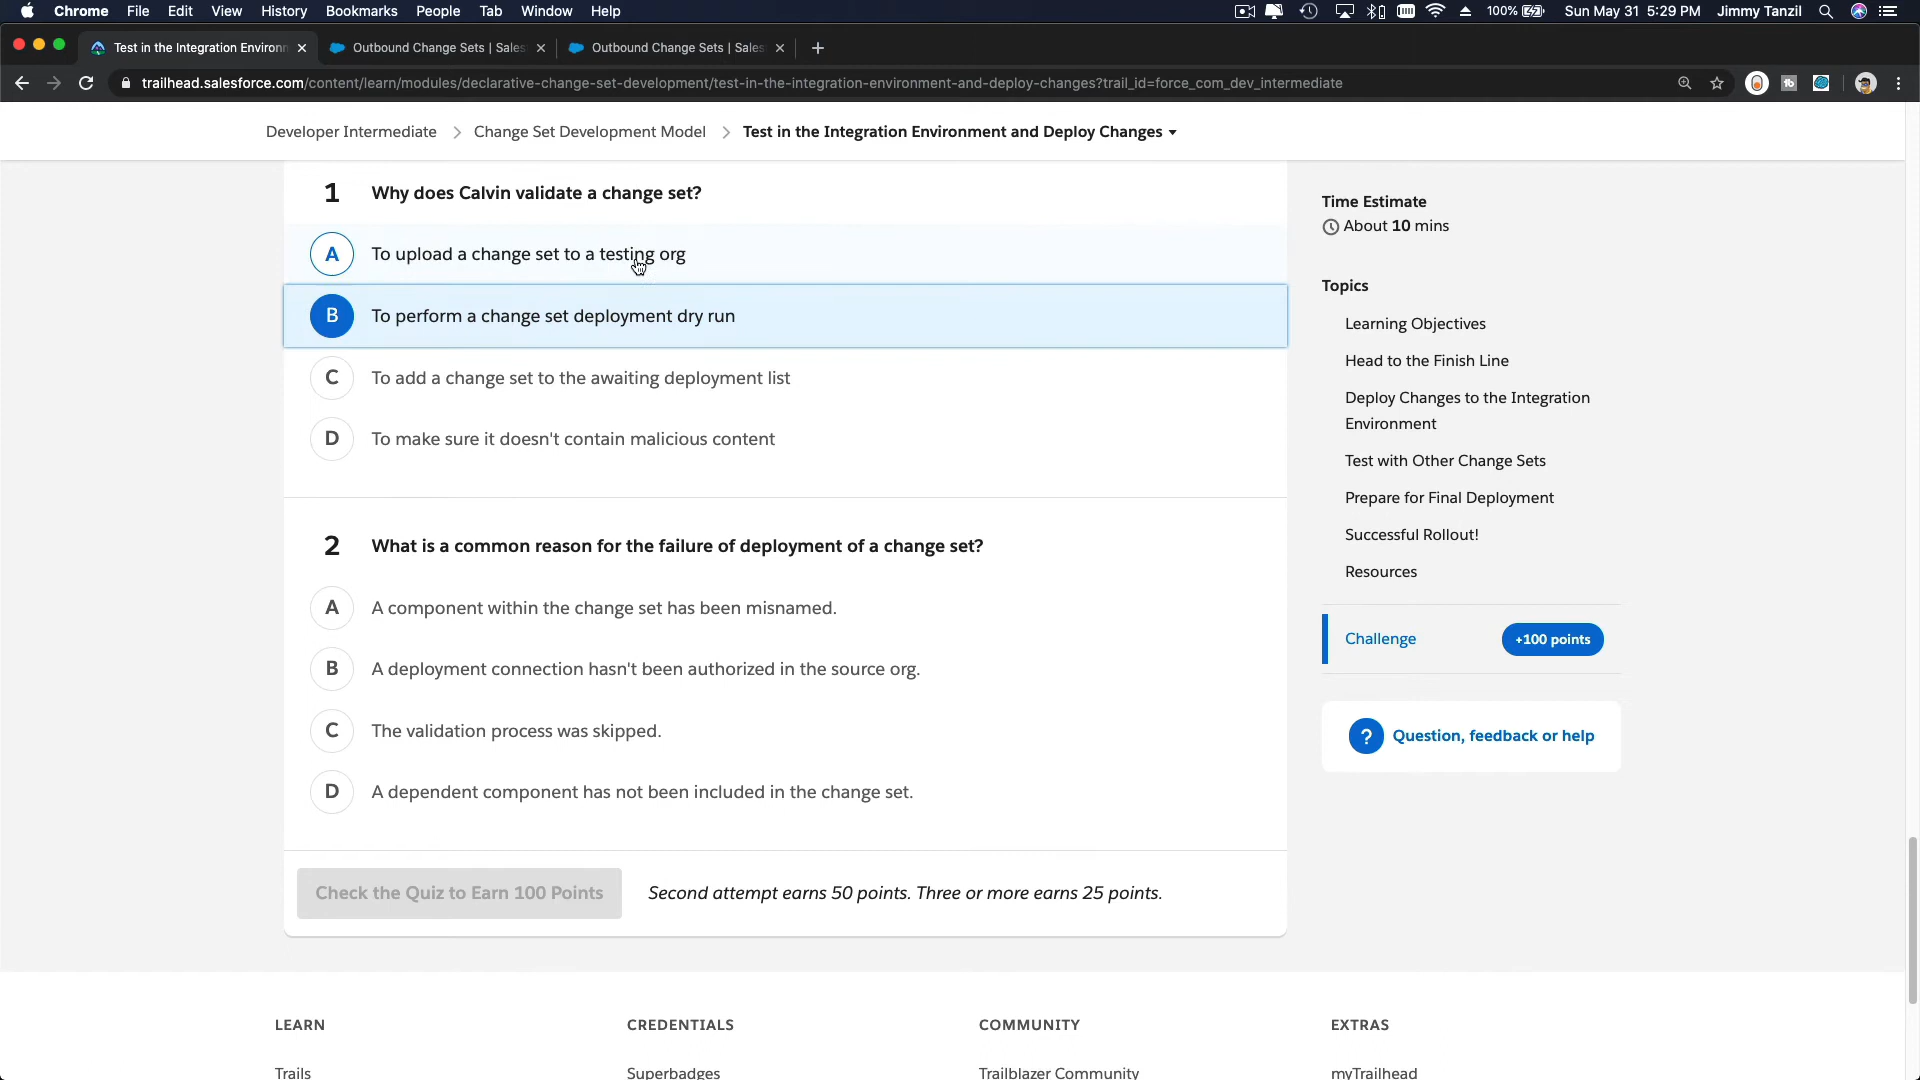 Chrome File Edit View History Bookmarks People Tab Window Help 100% Sun May 31 5:29 PM Jimmy Tanzil
Test in the Integration Environm Outbound Change Sets | Sales Outbound Change Sets | Sales
trailhead.salesforce.com/content/learn/modules/declarative-change-set-development/test-in-the-integration-environment-and-deploy-changes?trail_id=force_com_dev_intermediate
Developer Intermediate > Change Set Development Model > Test in the Integration Environment and Deploy Changes
1 Why does Calvin validate a change set?
A To upload a change set to a testing org
B To perform a change set deployment dry run
C To add a change set to the awaiting deployment list
D To make sure it doesn't contain malicious content
2 What is a common reason for the failure of deployment of a change set?
A A component within the change set has been misnamed.
B A deployment connection hasn't been authorized in the source org.
C The validation process was skipped.
D A dependent component has not been included in the change set.
Check the Quiz to Earn 100 Points Second attempt earns 50 points. Three or more earns 25 points.
Time Estimate
About 10 mins
Topics
Learning Objectives
Head to the Finish Line
Deploy Changes to the Integration
Environment
Test with Other Change Sets
Prepare for Final Deployment
Successful Rollout!
Resources
Challenge +100 points
? Question, feedback or help
LEARN CREDENTIALS COMMUNITY EXTRAS
Trails Superbadges Trailblazer Community myTrailhead